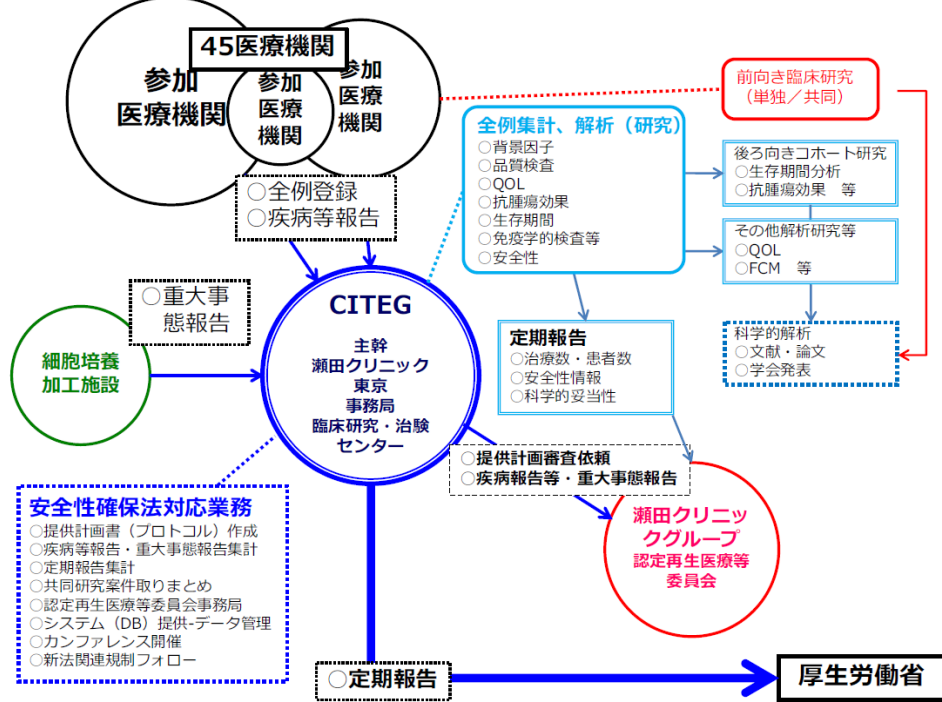 45医療機関
参加
医療機関
参加
医療
機関
参加
医療
機関
前向き臨床研究
（単独／共同）
全例集計、解析（研究）
○背景因子
○品質検査
○QOL
○抗腫瘍効果
○生存期間
○免疫学的検査等
○安全性
後ろ向きコホート研究
○生存期間分析
○抗腫瘍効果　等
その他解析研究等
○QOL
○FCM　等
科学的解析
○文献・論文
○学会発表
○全例登録
○疾病等報告
○重大事
態報告
細胞培養
加工施設
CITEG
主幹
瀬田クリニック
東京
事務局
臨床研究・治験
センター
定期報告
○治療数・患者数
○安全性情報
○科学的妥当性
○提供計画審査依頼
○疾病報告等・重大事態報告
瀬田クリニッ
クグループ
認定再生医療等
委員会
安全性確保法対応業務
○提供計画書（プロトコル）作成
○疾病等報告・重大事態報告集計
○定期報告集計
○共同研究案件取りまとめ
○認定再生医療等委員会事務局
○システム（DB）提供-データ管理
○カンファレンス開催
○新法関連規制フォロー
○定期報告
厚生労働省